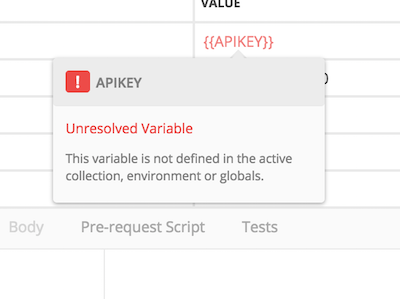 VALUE
{{APIKEY}}
! APIKEY
Unresolved Variable
This variable is not defined in the active
collection, environment or globals.
Body Pre-request Script Tests